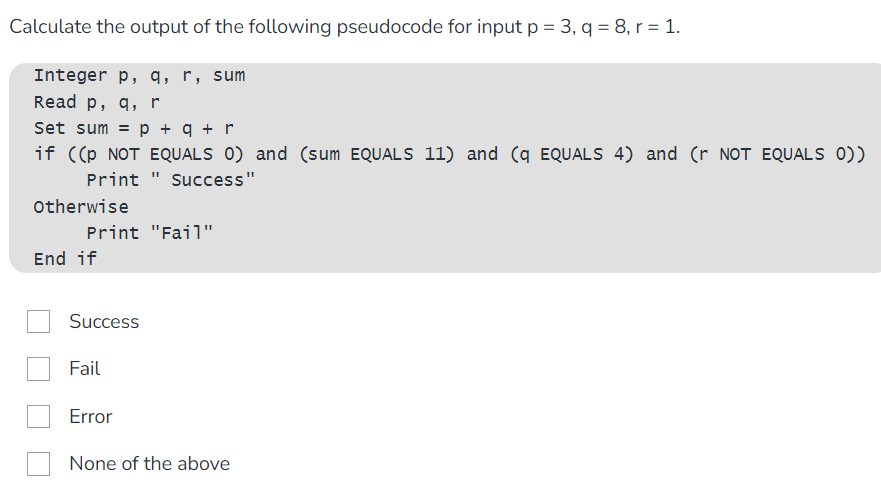 Calculate the output of the following pseudocode for input p = 3, q = 8, r = 1.
Integer p, q, r, sum
Read p, q, r
Set sum = p + q + r
if ((p NOT EQUALS 0) and (sum EQUALS 11) and (q EQUALS 4) and (r NOT EQUALS 0))
Print " Success"
Otherwise
Print "Fail"
End if
Success
Fail
Error
None of the above